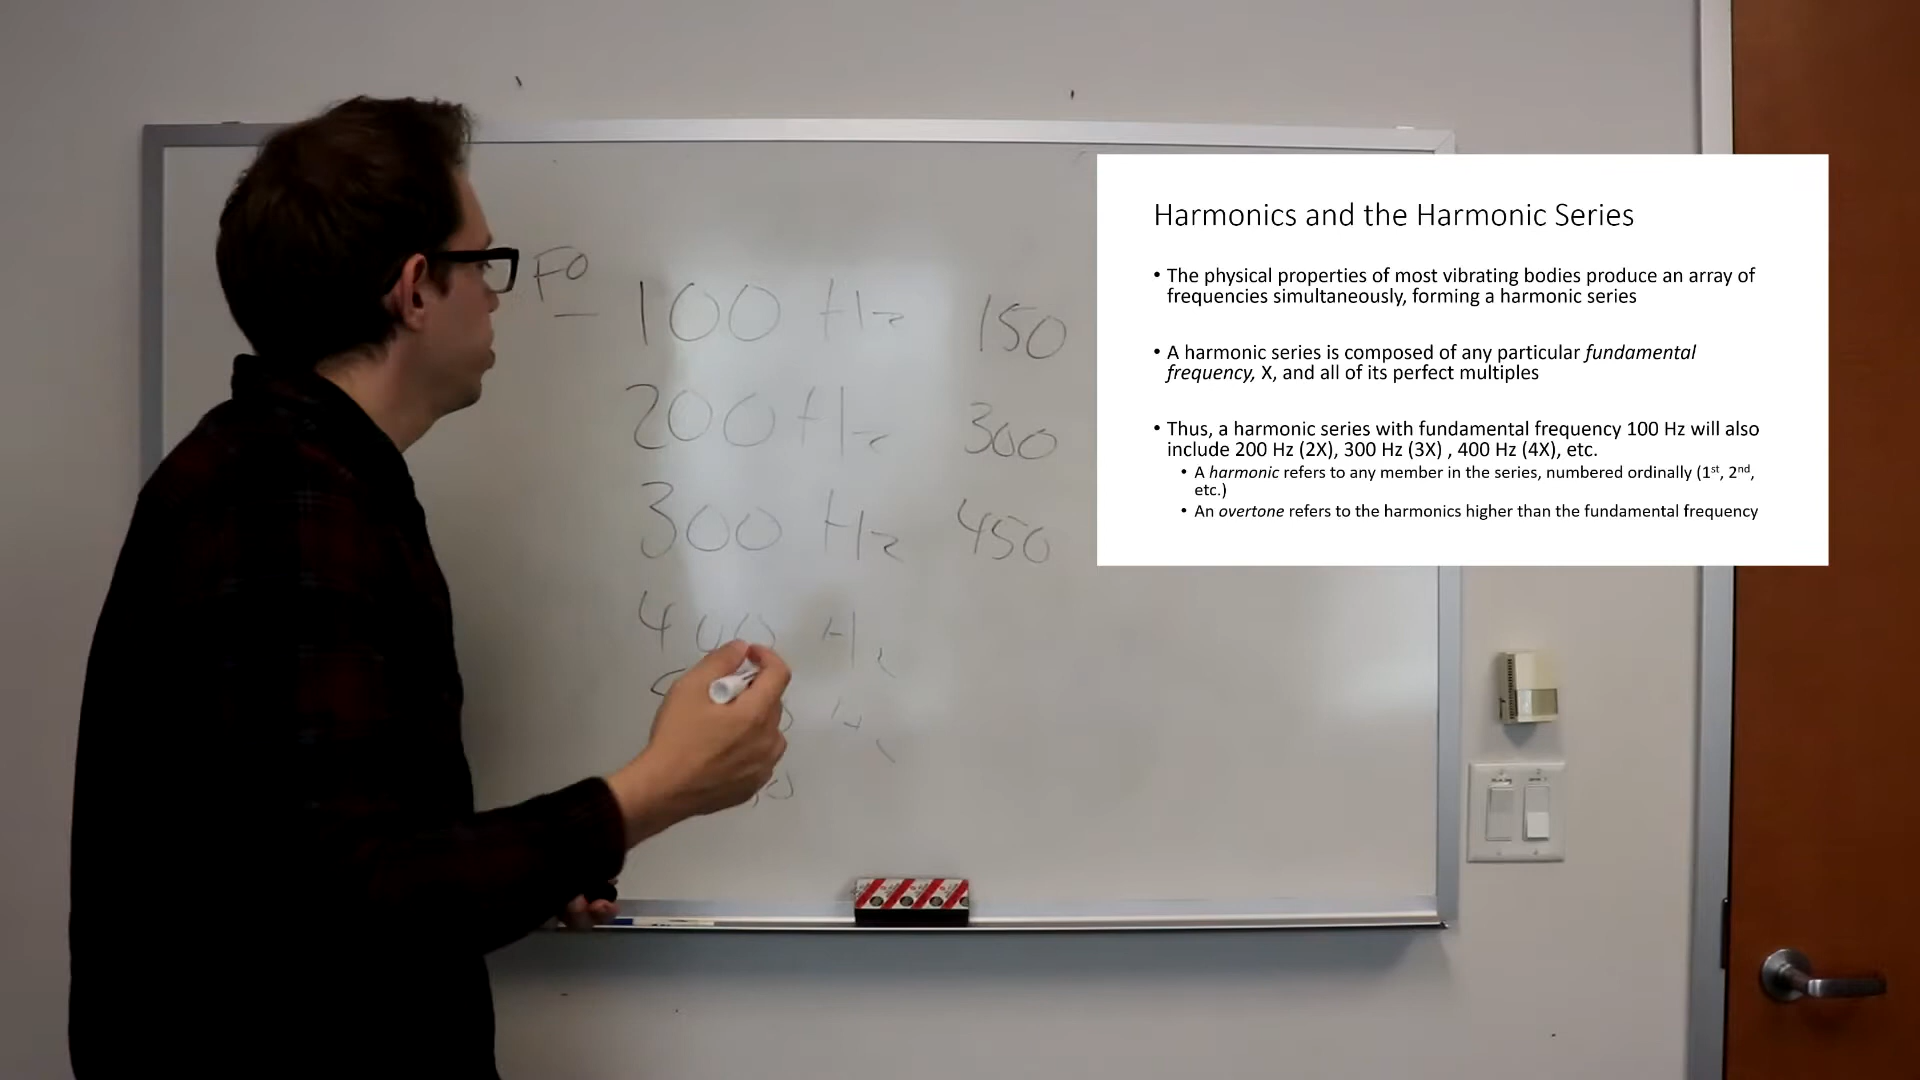 FO
100 Hz 150
200 Hz 300
300 Hz 450
400 Hz
Harmonics and the Harmonic Series
• The physical properties of most vibrating bodies produce an array of
frequencies simultaneously, forming a harmonic series
• A harmonic series is composed of any particular fundamental
frequency, X, and all of its perfect multiples
• Thus, a harmonic series with fundamental frequency 100 Hz will also
include 200 Hz (2X), 300 Hz (3X) , 400 Hz (4X), etc.
• A harmonic refers to any member in the series, numbered ordinally (1st, 2nd,
etc.)
• An overtone refers to the harmonics higher than the fundamental frequency